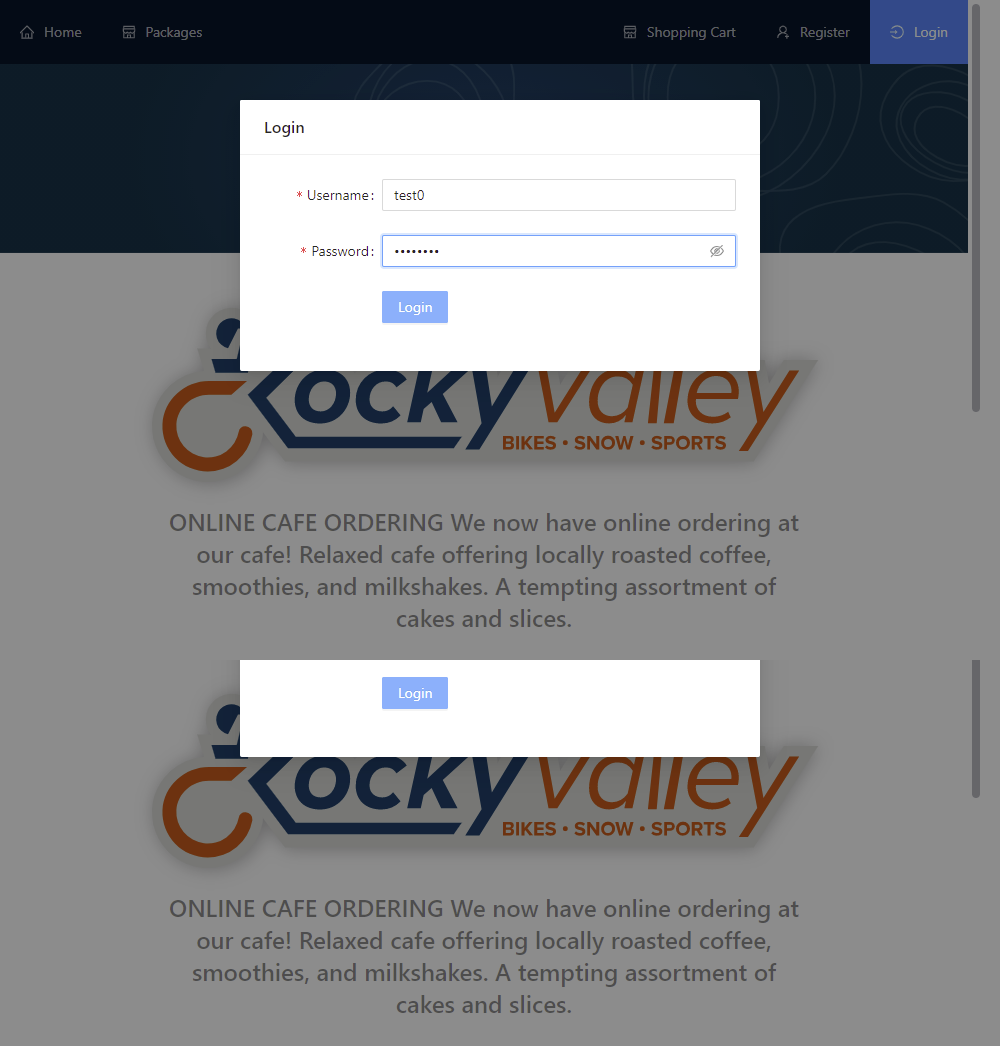 Home Packages Shopping Cart Register Login
Login
* Username: test0
* Password: ••••••••
Login
ocky Valley
BIKES • SNOW • SPORTS
ONLINE CAFE ORDERING We now have online ordering at
our cafe! Relaxed cafe offering locally roasted coffee,
smoothies, and milkshakes. A tempting assortment of
cakes and slices.
Login
ocky Valley
BIKES • SNOW • SPORTS
ONLINE CAFE ORDERING We now have online ordering at
our cafe! Relaxed cafe offering locally roasted coffee,
smoothies, and milkshakes. A tempting assortment of
cakes and slices.